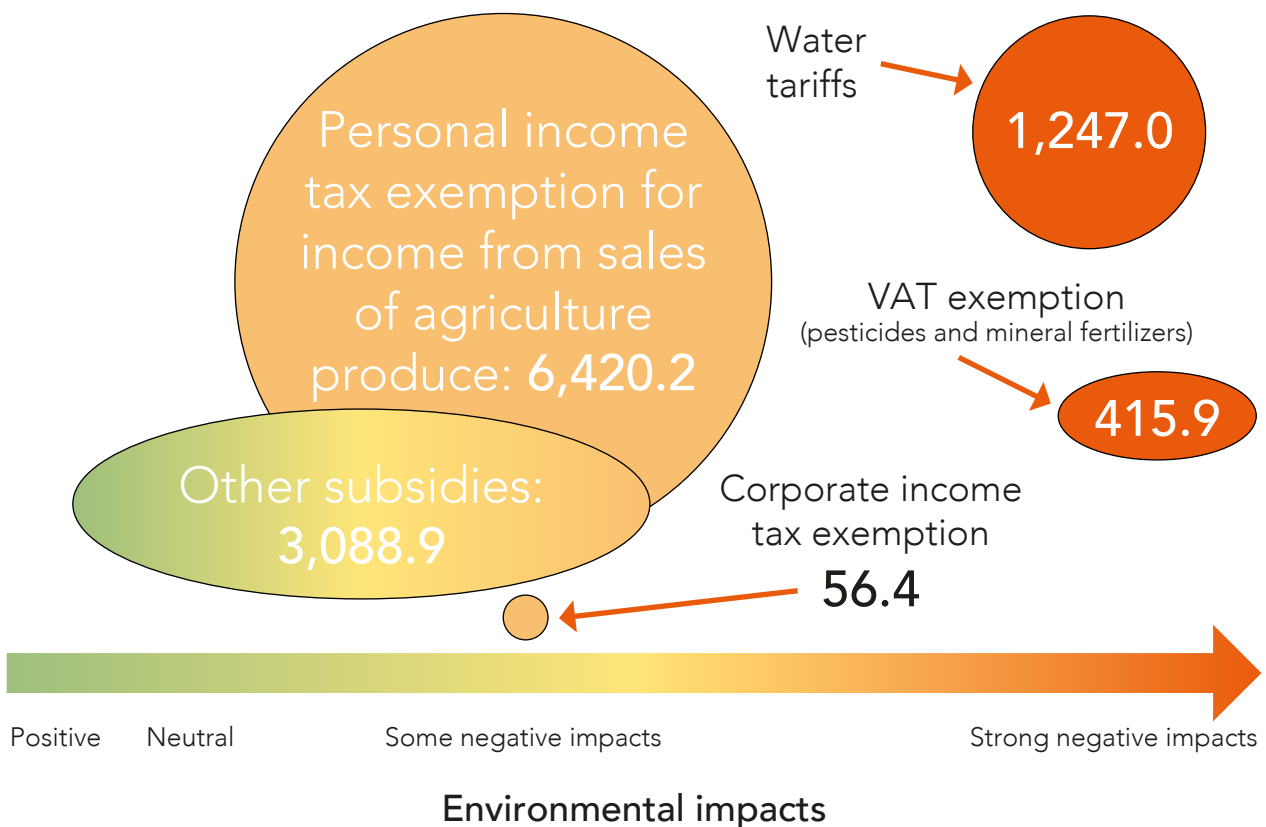 Personal income
tax exemption for
income from sales
of agriculture
produce: 6,420.2
Water
tariffs
1,247.0
VAT exemption
(pesticides and mineral fertilizers)
415.9
Other subsidies:
3,088.9
Corporate income
tax exemption
56.4
Positive
Neutral
Some negative impacts
Strong negative impacts
Environmental impacts